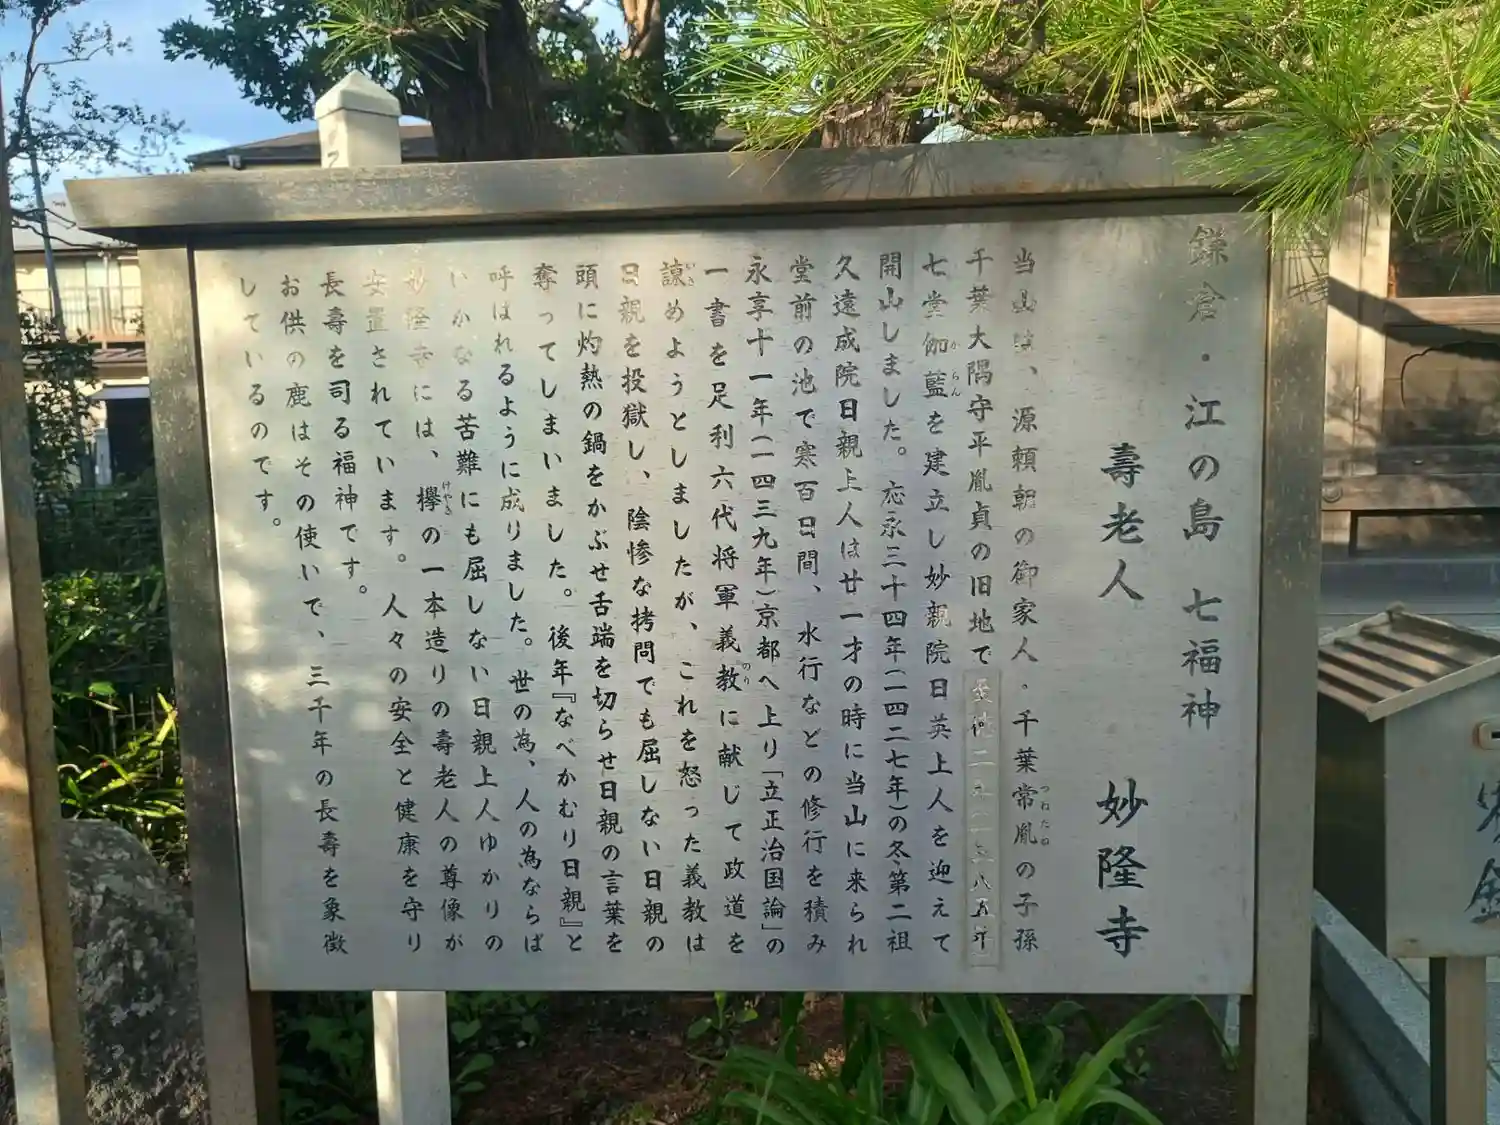 鎌倉・江の島 七福神
壽老人 妙隆寺
当山は、源頼朝の御家人・千葉常胤の子孫
つねたね
千葉大隅守平胤貞の旧地で
七堂伽藍を建立し妙親院日英上人を迎えて
がらん
開山しました。応永三十四年(一四二七年)の冬第二祖
久遠成院日親上人は廿一才の時に当山に来られ
堂前の池で寒百日間、水行などの修行を積み
永享十一年(一四三九年)京都へ上り「立正治国論」の
一書を足利六代将軍義教に献じて政道を
のり
諫めようとしましたが、これを怒った義教は
いさ
日親を投獄し、陰惨な拷問でも屈しない日親の
頭に灼熱の鍋をかぶせ舌端を切らせ日親の言葉を
奪ってしまいました。後年『なべかむり日親』と
呼ばれるように成りました。世の為、人の為ならば
いかなる苦難にも屈しない日親上人ゆかりの
妙隆寺には、欅の一本造りの壽老人の尊像が
けやき
安置されています。人々の安全と健康を守り
長壽を司る福神です。
お供の鹿はその使いで、三千年の長壽を象徴
しているのです。